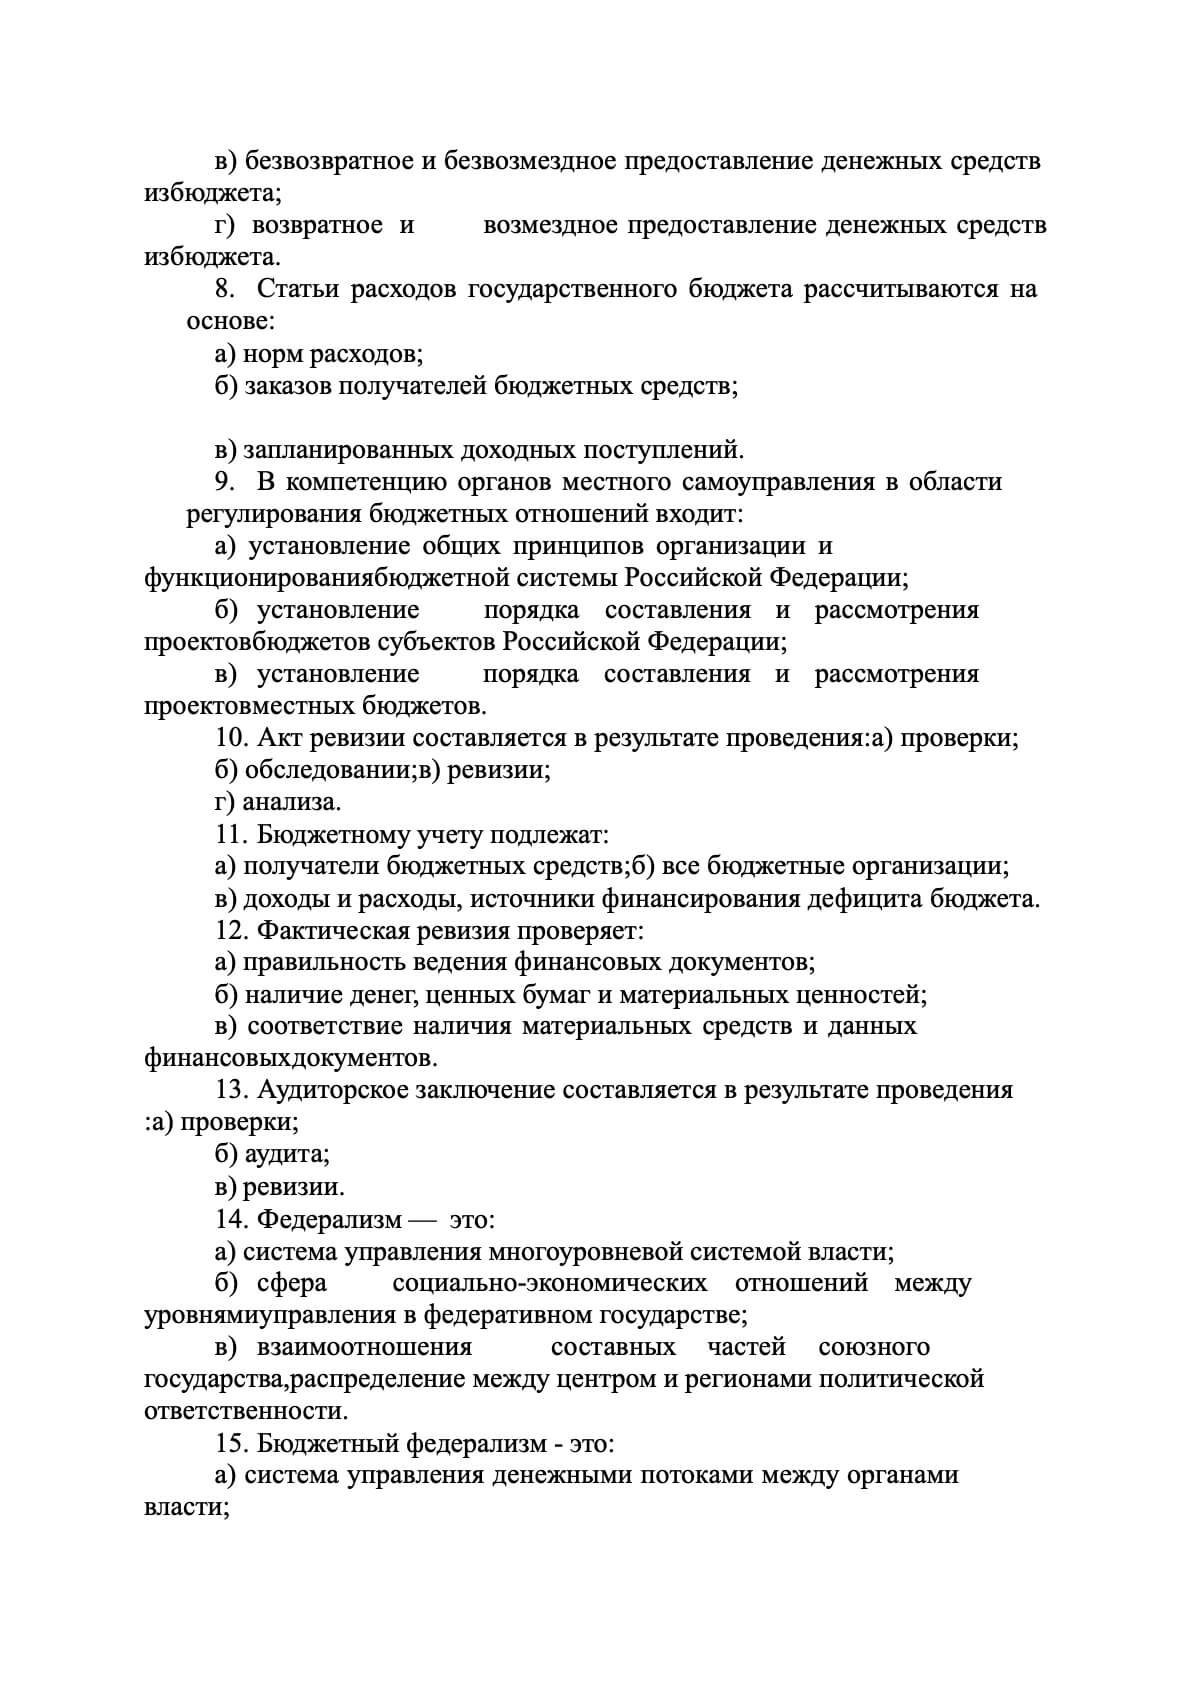 в) безвозвратное и безвозмездное предоставление денежных средств
избюджета;
г) возвратное и возмездное предоставление денежных средств
избюджета.
8. Статьи расходов государственного бюджета рассчитываются на
основе:
а) норм расходов;
б) заказов получателей бюджетных средств;
в) запланированных доходных поступлений.
9. В компетенцию органов местного самоуправления в области
регулирования бюджетных отношений входит:
а) установление общих принципов организации и
функционированиябюджетной системы Российской Федерации;
б) установление порядка составления и рассмотрения
проектовбюджетов субъектов Российской Федерации;
в) установление порядка составления и рассмотрения
проектовместных бюджетов.
10. Акт ревизии составляется в результате проведения:а) проверки;
б) обследовании;в) ревизии;
г) анализа.
11. Бюджетному учету подлежат:
а) получатели бюджетных средств;б) все бюджетные организации;
в) доходы и расходы, источники финансирования дефицита бюджета.
12. Фактическая ревизия проверяет:
а) правильность ведения финансовых документов;
б) наличие денег, ценных бумаг и материальных ценностей;
в) соответствие наличия материальных средств и данных
финансовыхдокументов.
13. Аудиторское заключение составляется в результате проведения
:а) проверки;
б) аудита;
в) ревизии.
14. Федерализм — это:
а) система управления многоуровневой системой власти;
б) сфера социально-экономических отношений между
уровнямиуправления в федеративном государстве;
в) взаимоотношения составных частей союзного
государства,распределение между центром и регионами политической
ответственности.
15. Бюджетный федерализм - это:
а) система управления денежными потоками между органами
власти;